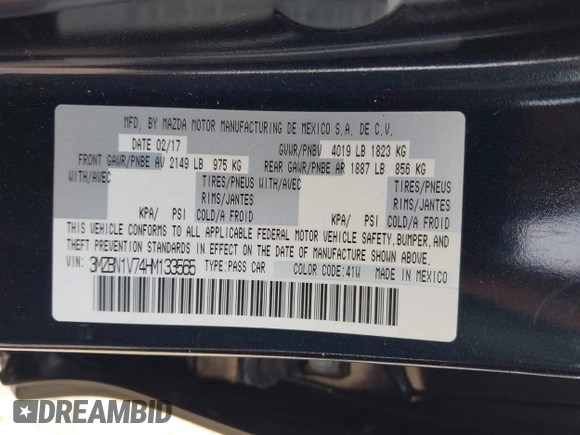 MFD. BY MAZDA MOTOR MANUFACTURING DE MEXICO S.A. DE C.V.
DATE 02/17 GVWR/PNBV 4019 LB 1823 KG
FRONT GAWR/PNBE AV 2149 LB 975 KG REAR GAWR/PNBE AR 1887 LB 856 KG
WITH/AVEC TIRES/PNEUS WITH/AVEC TIRES/PNEUS
RIMS/JANTES RIMS/JANTES
KPA/ PSI COLD/A FROID KPA/ PSI COLD/A FROID
THIS VEHICLE CONFORMS TO ALL APPLICABLE FEDERAL MOTOR VEHICLE SAFETY, BUMPER, AND
THEFT PREVENTION STANDARDS IN EFFECT ON THE DATE OF MANUFACTURE SHOWN ABOVE.
VIN: 3MZBN1V74HM133565 TYPE:PASS CAR COLOR CODE:41W MADE IN MEXICO
DREAMBID